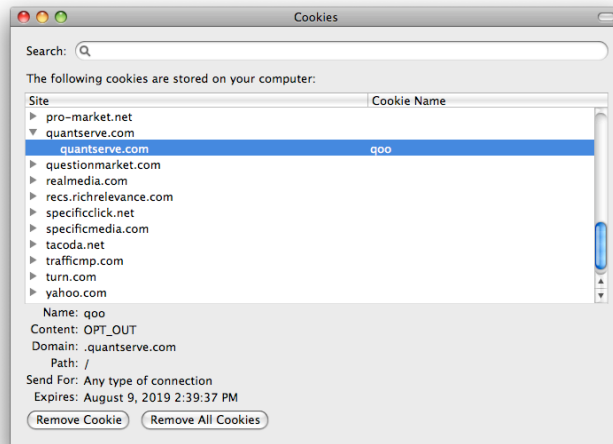 Cookies
Search:
The following cookies are stored on your computer:
Site Cookie Name
pro-market.net
quantserve.com
quantserve.com qoo
questionmarket.com
realmedia.com
recs.richrelevance.com
specificclick.net
specificmedia.com
tacoda.net
trafficmp.com
turn.com
yahoo.com
Name: qoo
Content: OPT_OUT
Domain: .quantserve.com
Path: /
Send For: Any type of connection
Expires: August 9, 2019 2:39:37 PM
Remove Cookie Remove All Cookies